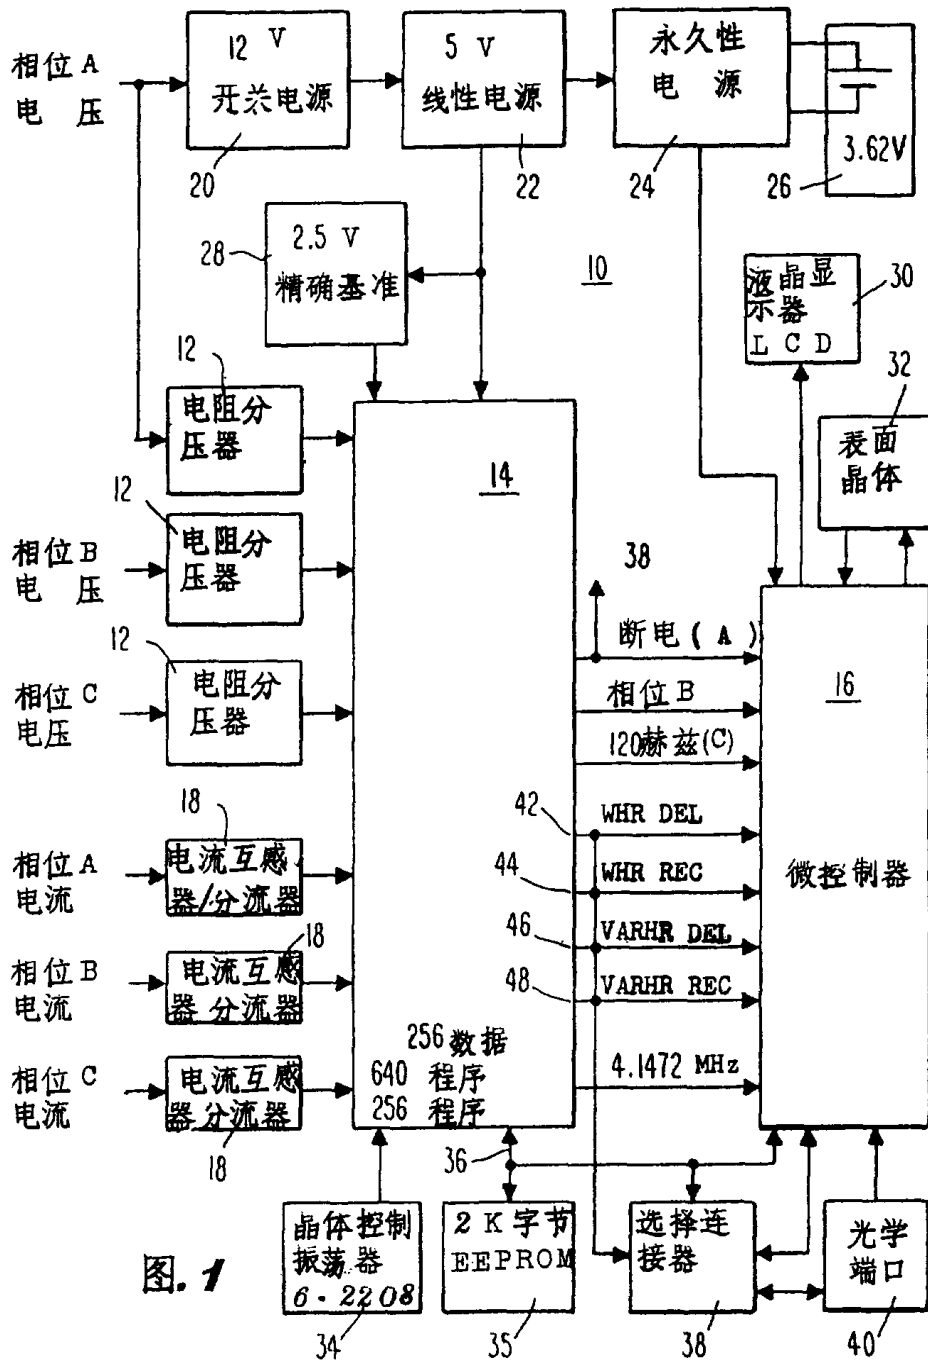 相位A
电 压
12 V
开关电源
20
5 V
线性电源
22
永久性
电 源
24
3.62V
26
28
2.5 V
精确基准
10
液晶显
示器
LCD
30
32
表面
晶体
12
电阻分
压器
14
12
相位B
电 压
电阻分
压器
38
断电(A)
12
相位C
电压
电阻分
压器
相位B
16
120赫兹(C)
18
42
WHR DEL
相位A
电流
电流互感
器/分流器
44
WHR REC
微控制器
18
46
VARHR DEL
相位B
电流
电流互感
器 分流器
48
VARHR REC
256数据
640 程序
256 程序
4.1472 MHz
相位C
电流
电流互感
器分流器
18
36
晶体控制
振荡器
6.2208
34
2K字节
EEPROM
35
选择连
接器
38
光学
端口
40
图.1